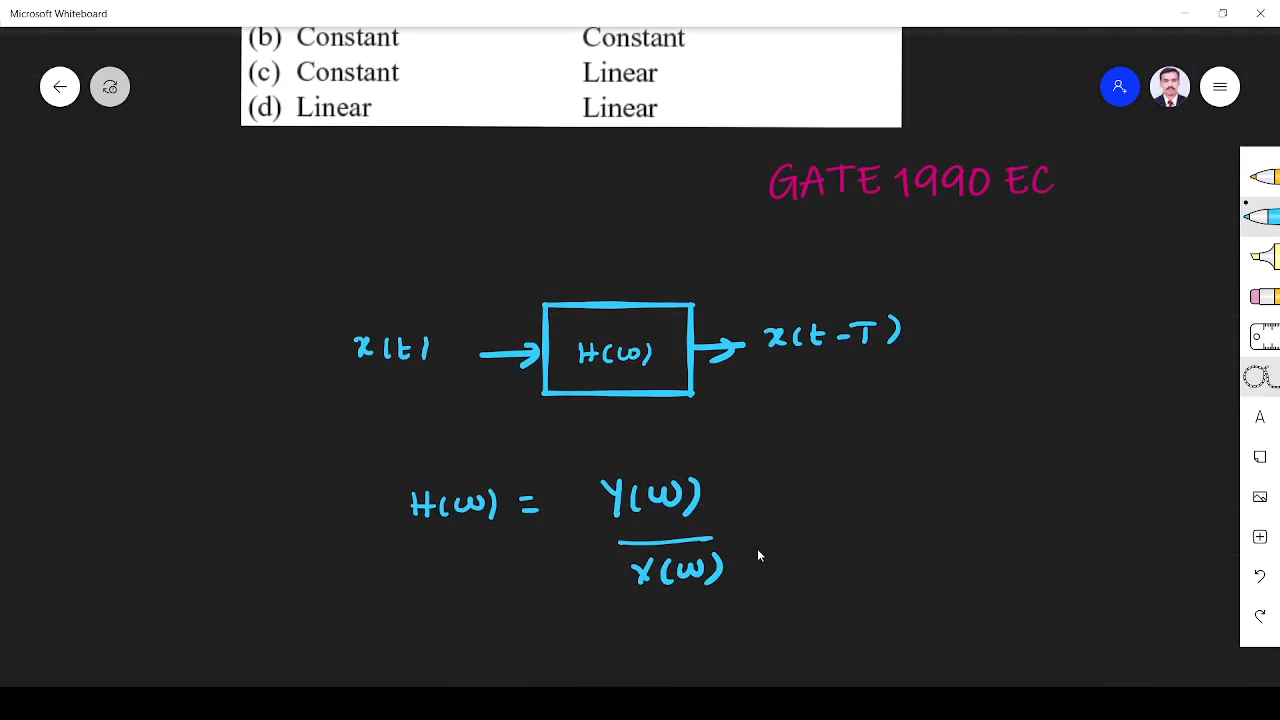 Microsoft Whiteboard
(b) Constant Constant
(c) Constant Linear
(d) Linear Linear
GATE 1990 EC
x(t) H(ω) x(t-T)
H(ω) = Y(ω)
X(ω)
A